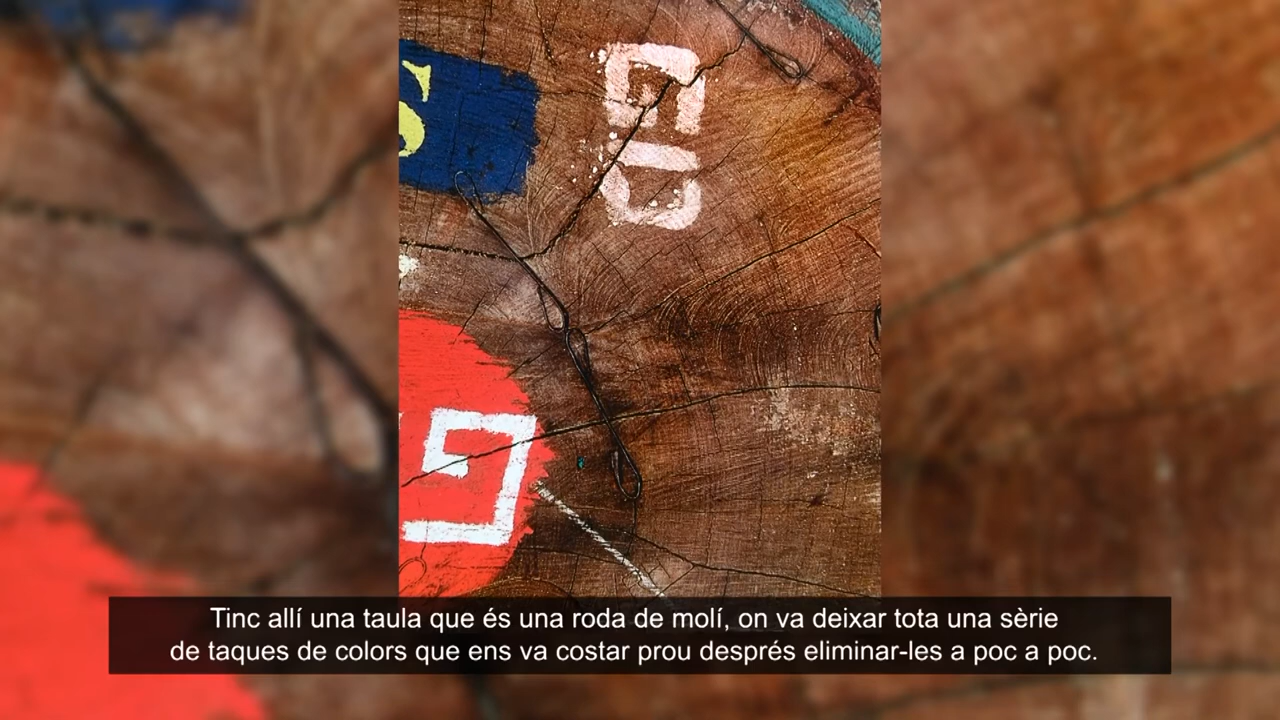 S
GD
G
Tinc allí una taula que és una roda de molí, on va deixar tota una sèrie
de taques de colors que ens va costar prou després eliminar-les a poc a poc.